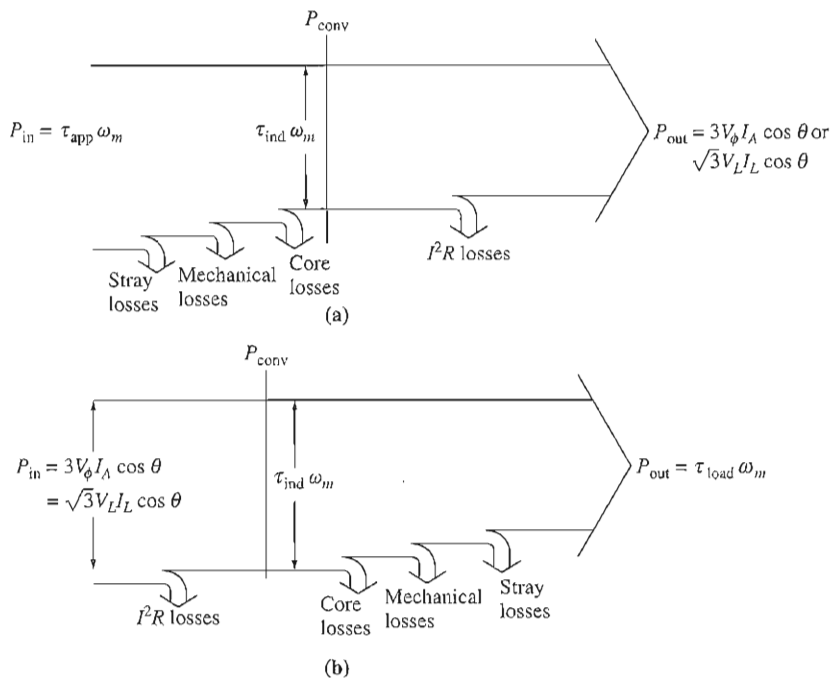 P_conv
P_in = τ_app ω_m
τ_ind ω_m
P_out = 3V_ϕ I_A cos θ or
√3V_L I_L cos θ
I²R losses
Stray
losses
Mechanical
losses
Core
losses
(a)
P_conv
P_in = 3V_ϕ I_A cos θ
= √3V_L I_L cos θ
τ_ind ω_m
P_out = τ_load ω_m
I²R losses
Core
losses
Mechanical
losses
Stray
losses
(b)